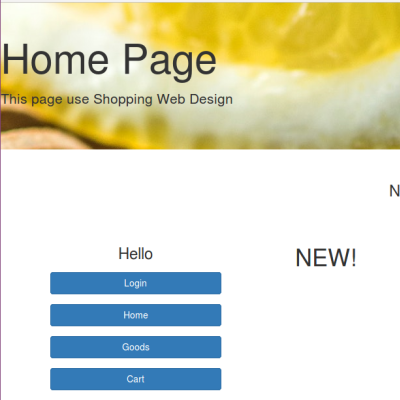 Home Page
This page use Shopping Web Design
N
Hello
NEW!
Login
Home
Goods
Cart